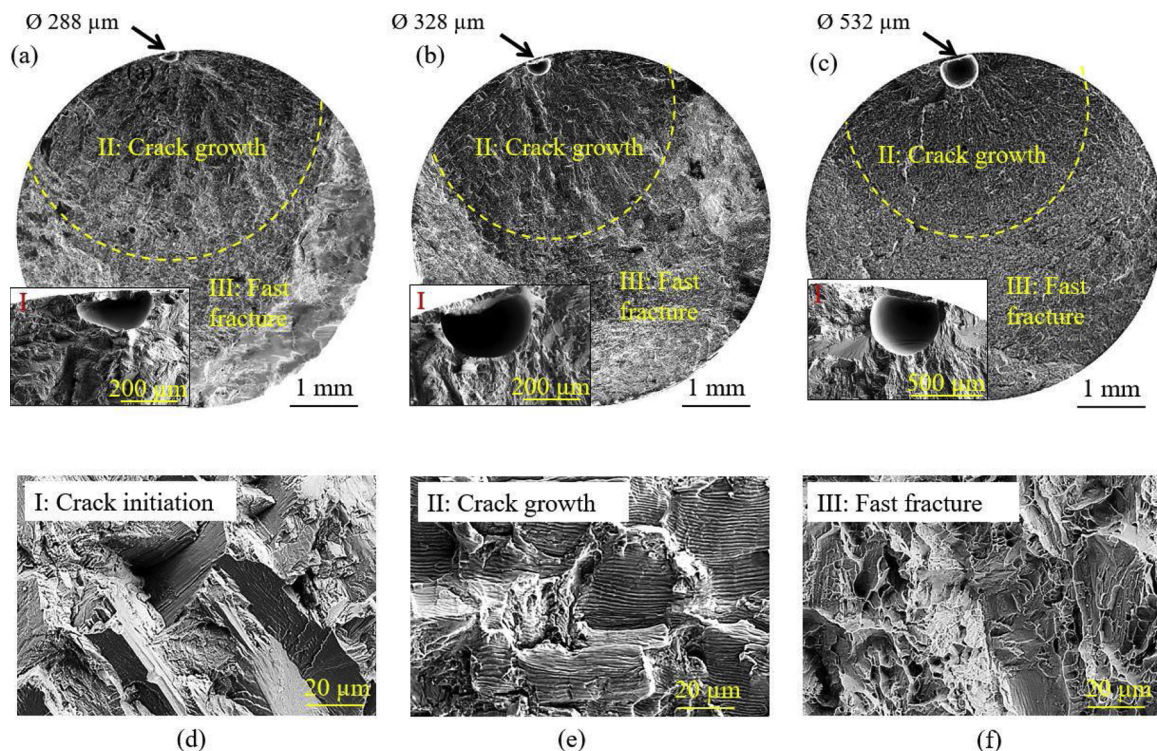 Ø 288 µm
Ø 328 µm
Ø 532 µm
(a)
(b)
(c)
(a)
II: Crack growth
II: Crack growth
II: Crack growth
III: Fast
fracture
III: Fast
fracture
III: Fast
fracture
I
I
I
200 µm
200 µm
500 µm
1 mm
1 mm
1 mm
I: Crack initiation
II: Crack growth
III: Fast fracture
20 µm
20 µm
20 µm
(d)
(e)
(f)